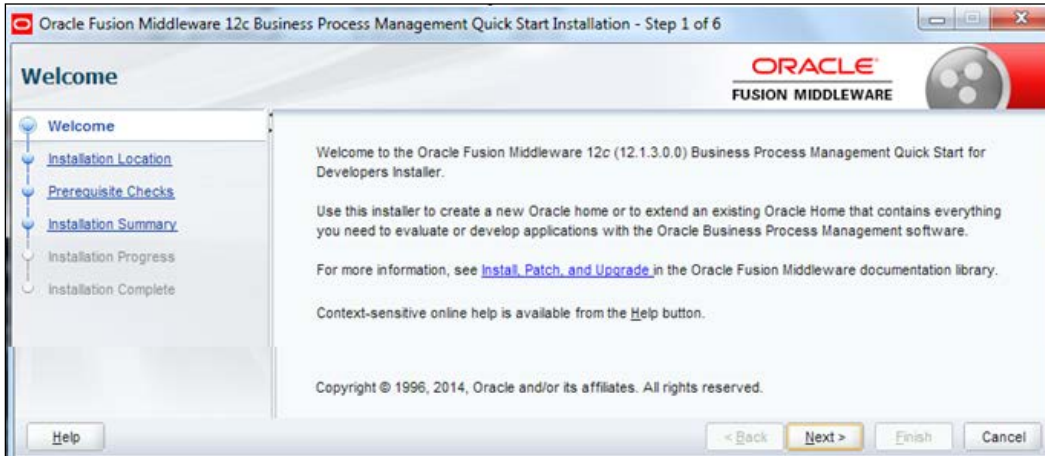 Oracle Fusion Middleware 12c Business Process Management Quick Start Installation - Step 1 of 6
Welcome
ORACLE
FUSION MIDDLEWARE
Welcome
Installation Location
Prerequisite Checks
Installation Summary
Installation Progress
Installation Complete
Welcome to the Oracle Fusion Middleware 12c (12.1.3.0.0) Business Process Management Quick Start for
Developers Installer.
Use this installer to create a new Oracle home or to extend an existing Oracle Home that contains everything
you need to evaluate or develop applications with the Oracle Business Process Management software.
For more information, see Install, Patch, and Upgrade in the Oracle Fusion Middleware documentation library.
Context-sensitive online help is available from the Help button.
Copyright © 1996, 2014, Oracle and/or its affiliates. All rights reserved.
Help
< Back
Next >
Finish
Cancel